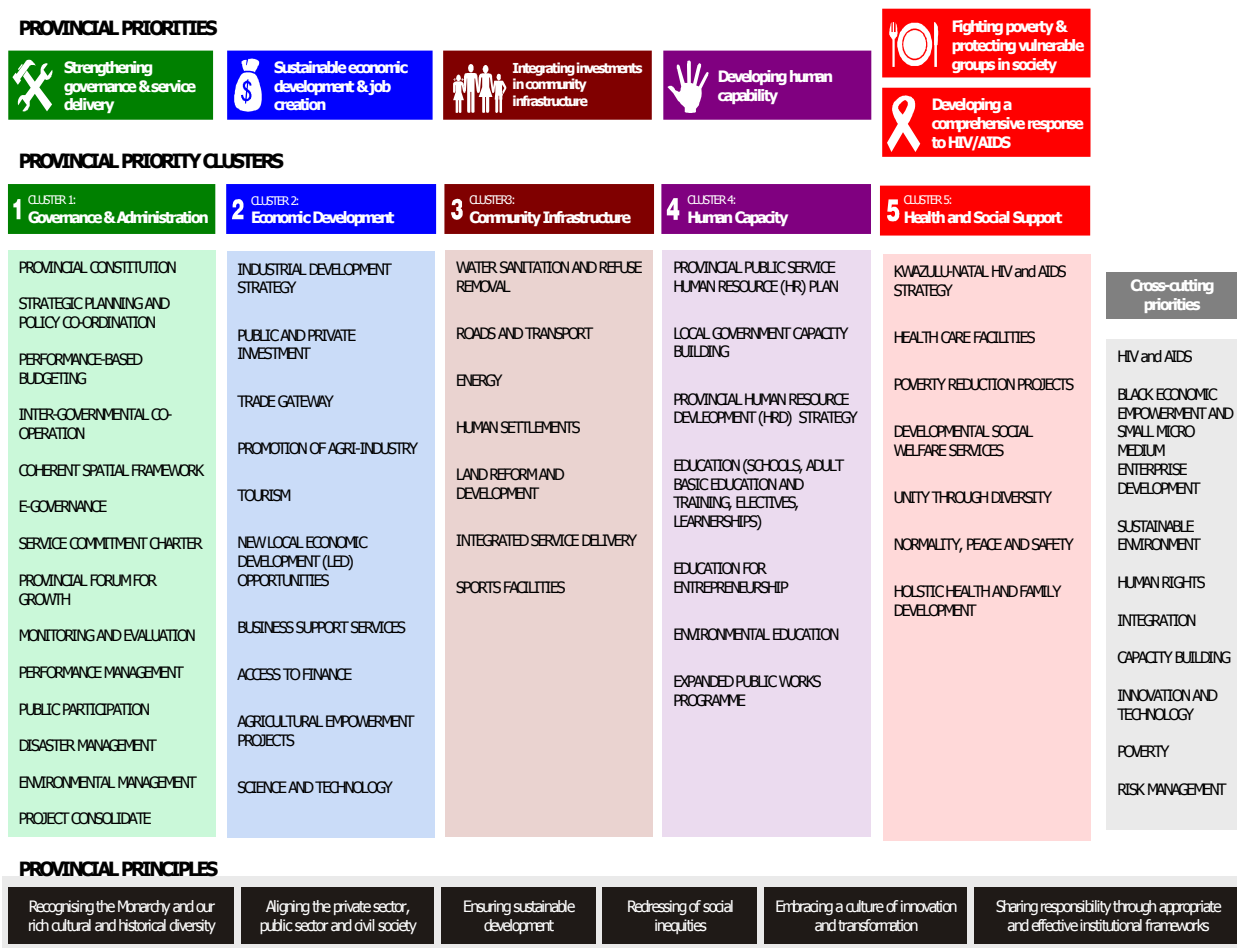 PROVINCIAL PRIORITIES
Strengthening
governance & service
delivery
Sustainable economic
development & job
creation
Integrating investments
in community
infrastructure
Developing human
capability
Fighting poverty &
protecting vulnerable
groups in society
Developing a
comprehensive response
to HIV/AIDS
PROVINCIAL PRIORITY CLUSTERS
1 CLUSTER 1:
Governance & Administration
2 CLUSTER 2:
Economic Development
3 CLUSTER3:
Community Infrastructure
4 CLUSTER 4:
Human Capacity
5 CLUSTER 5:
Health and Social Support
PROVINCIAL CONSTITUTION
STRATEGIC PLANNING AND
POLICY CO-ORDINATION
PERFORMANCE-BASED
BUDGETING
INTER-GOVERNMENTAL CO-
OPERATION
COHERENT SPATIAL FRAMEWORK
E-GOVERNANCE
SERVICE COMMITMENT CHARTER
PROVINCIAL FORUM FOR
GROWTH
MONITORING AND EVALUATION
PERFORMANCE MANAGEMENT
PUBLIC PARTICIPATION
DISASTER MANAGEMENT
ENVIRONMENTAL MANAGEMENT
PROJECT CONSOLIDATE
INDUSTRIAL DEVELOPMENT
STRATEGY
PUBLIC AND PRIVATE
INVESTMENT
TRADE GATEWAY
PROMOTION OF AGRI-INDUSTRY
TOURISM
NEW LOCAL ECONOMIC
DEVELOPMENT (LED)
OPPORTUNITIES
BUSINESS SUPPORT SERVICES
ACCESS TO FINANCE
AGRICULTURAL EMPOWERMENT
PROJECTS
SCIENCE AND TECHNOLOGY
WATER SANITATION AND REFUSE
REMOVAL
ROADS AND TRANSPORT
ENERGY
HUMAN SETTLEMENTS
LAND REFORM AND
DEVELOPMENT
INTEGRATED SERVICE DELIVERY
SPORTS FACILITIES
PROVINCIAL PUBLIC SERVICE
HUMAN RESOURCE (HR) PLAN
LOCAL GOVERNMENT CAPACITY
BUILDING
PROVINCIAL HUMAN RESOURCE
DEVLEOPMENT (HRD) STRATEGY
EDUCATION (SCHOOLS, ADULT
BASIC EDUCATION AND
TRAINING, ELECTIVES,
LEARNERSHIPS)
EDUCATION FOR
ENTREPRENEURSHIP
ENVIRONMENTAL EDUCATION
EXPANDED PUBLIC WORKS
PROGRAMME
KWAZULU-NATAL HIV and AIDS
STRATEGY
HEALTH CARE FACILITIES
POVERTY REDUCTION PROJECTS
DEVELOPMENTAL SOCIAL
WELFARE SERVICES
UNITY THROUGH DIVERSITY
NORMALITY, PEACE AND SAFETY
HOLSTIC HEALTH AND FAMILY
DEVELOPMENT
Cross-cutting
priorities
HIV and AIDS
BLACK ECONOMIC
EMPOWERMENT AND
SMALL MICRO
MEDIUM
ENTERPRISE
DEVELOPMENT
SUSTAINABLE
ENVIRONMENT
HUMAN RIGHTS
INTEGRATION
CAPACITY BUILDING
INNOVATION AND
TECHNOLOGY
POVERTY
RISK MANAGEMENT
PROVINCIAL PRINCIPLES
Recognising the Monarchy and our
rich cultural and historical diversity
Aligning the private sector,
public sector and civil society
Ensuring sustainable
development
Redressing of social
inequities
Embracing a culture of innovation
and transformation
Sharing responsibility through appropriate
and effective institutional frameworks